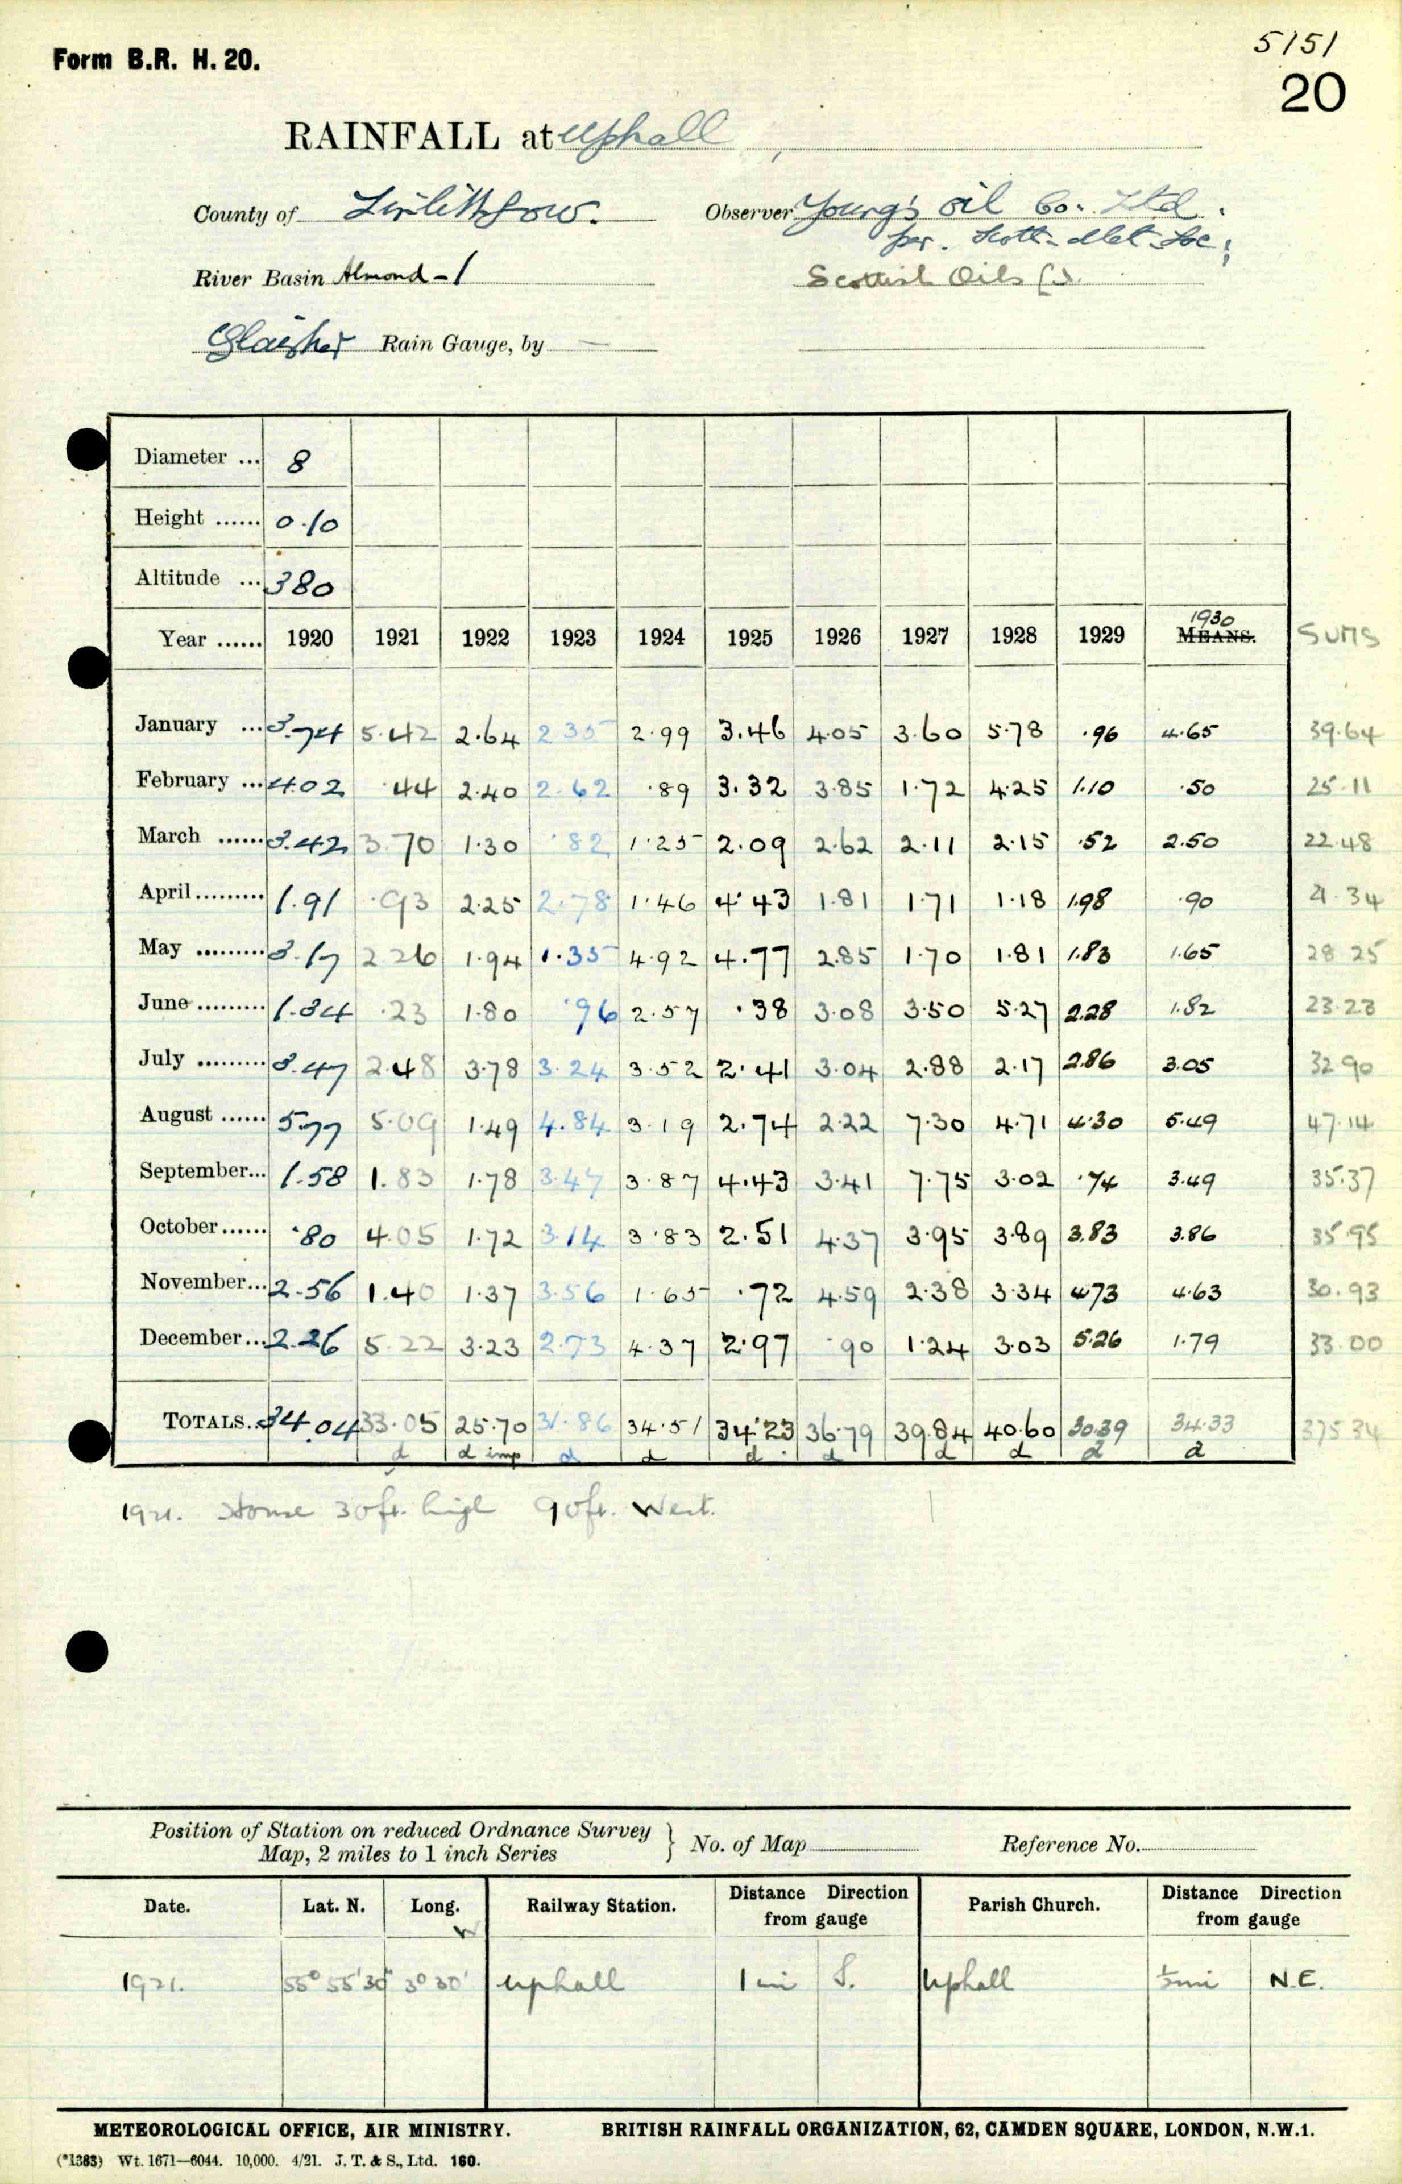 5151
Form B.R. H. 20.
20
RAINFALL at Uphall
County of Linlithgow. Observer Young's Oil Co. Ltd.
per. Scott. Met. Soc;
River Basin Almond - 1 Scottish Oils Ld.
Glaisher Rain Gauge, by —
Diameter ... 8
Height ...... 0.10
Altitude ... 380
Year ...... 1920 1921 1922 1923 1924 1925 1926 1927 1928 1929 1930 MEANS. SUMS
January ... 3.74 5.42 2.64 2.35 2.99 3.46 4.05 3.60 5.78 .96 4.65 39.64
February ... 4.02 .44 2.40 2.62 .89 3.32 3.85 1.72 4.25 1.10 .50 25.11
March ...... 3.42 3.70 1.30 .82 1.25 2.09 2.62 2.11 2.15 .52 2.50 22.48
April ......... 1.91 .93 2.25 2.78 1.46 4.43 1.81 1.71 1.18 1.98 .90 21.34
May ......... 3.17 2.26 1.94 1.35 4.92 4.77 2.85 1.70 1.81 1.83 1.65 28.25
June ......... 1.34 .23 1.80 .96 2.57 .38 3.08 3.50 5.27 2.28 1.82 23.23
July ......... 3.47 2.48 3.78 3.24 3.52 2.41 3.04 2.88 2.17 2.86 3.05 32.90
August ...... 5.77 5.09 1.49 4.84 3.19 2.74 2.22 7.30 4.71 4.30 5.49 47.14
September... 1.58 1.83 1.78 3.47 3.87 4.43 3.41 7.75 3.02 .74 3.49 35.37
October ...... .80 4.05 1.72 3.14 3.83 2.51 4.37 3.95 3.89 3.83 3.86 35.95
November... 2.56 1.40 1.37 3.56 1.65 .72 4.59 2.38 3.34 4.73 4.63 30.93
December ... 2.26 5.22 3.23 2.73 4.37 2.97 .90 1.24 3.03 5.26 1.79 33.00
TOTALS.. 34.04 33.05 25.70 31.86 34.51 34.23 36.79 39.84 40.60 30.39 34.33 375.34
d d imp d d d d d d d d
1921. House 30ft. high 90ft. West.
Position of Station on reduced Ordnance Survey
Map, 2 miles to 1 inch Series } No. of Map Reference No.
Date. Lat. N. Long. W Railway Station. Distance Direction from gauge Parish Church. Distance Direction from gauge
1921. 55° 55' 30" 3° 30' Uphall 1 mi S. Uphall ½mi N.E.
METEOROLOGICAL OFFICE, AIR MINISTRY. BRITISH RAINFALL ORGANIZATION, 62, CAMDEN SQUARE, LONDON, N.W.1.
(*1383) Wt. 1671—6044. 10,000. 4/21. J. T. & S., Ltd. 160.